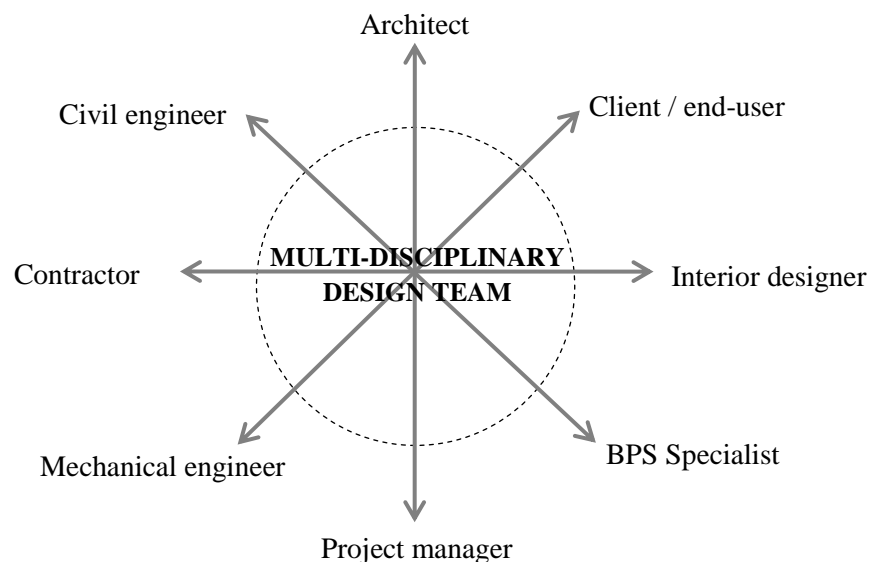 Architect
Civil engineer
Client / end-user
MULTI-DISCIPLINARY
DESIGN TEAM
Contractor
Interior designer
Mechanical engineer
BPS Specialist
Project manager